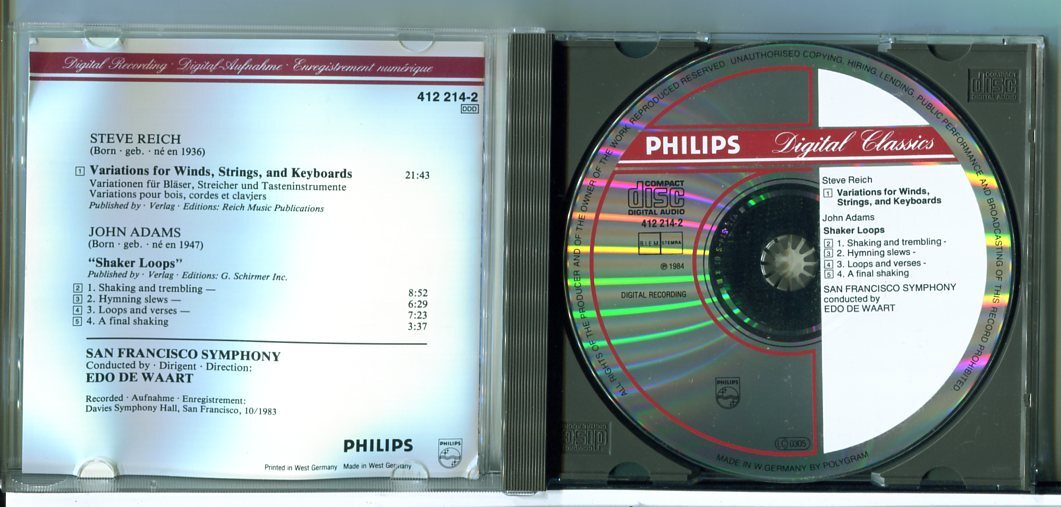 Digital Recording · Digital-Aufnahme · Enregistrement numérique
412 214-2
DDD
STEVE REICH
(Born · geb. · né en 1936)
1 Variations for Winds, Strings, and Keyboards 21:43
Variationen für Bläser, Streicher und Tasteninstrumente
Variations pour bois, cordes et claviers
Published by · Verlag · Editions: Reich Music Publications
JOHN ADAMS
(Born · geb. · né en 1947)
“Shaker Loops”
Published by · Verlag · Editions: G. Schirmer Inc.
2 1. Shaking and trembling — 8:52
3 2. Hymning slews — 6:29
4 3. Loops and verses — 7:23
5 4. A final shaking 3:37
SAN FRANCISCO SYMPHONY
Conducted by · Dirigent · Direction:
EDO DE WAART
Recorded · Aufnahme · Enregistrement:
Davies Symphony Hall, San Francisco, 10/1983
PHILIPS
PHILIPS
Printed in West Germany Made in West Germany
ALL RIGHTS OF THE PRODUCER AND OF THE OWNER OF THE WORK REPRODUCED RESERVED. UNAUTHORISED COPYING, HIRING, LENDING, PUBLIC PERFORMANCE AND BROADCASTING OF THIS RECORD PROHIBITED
PHILIPS Digital Classics
COMPACT
disc
DIGITAL AUDIO
412 214-2
B.I.E.M. STEMRA
℗ 1984
DIGITAL RECORDING
PHILIPS
Steve Reich
1 Variations for Winds,
Strings, and Keyboards
John Adams
Shaker Loops
2 1. Shaking and trembling -
3 2. Hymning slews -
4 3. Loops and verses -
5 4. A final shaking
SAN FRANCISCO SYMPHONY
conducted by
EDO DE WAART
LC 0305
MADE IN W. GERMANY BY POLYGRAM
COMPACT
disc
DIGITAL AUDIO